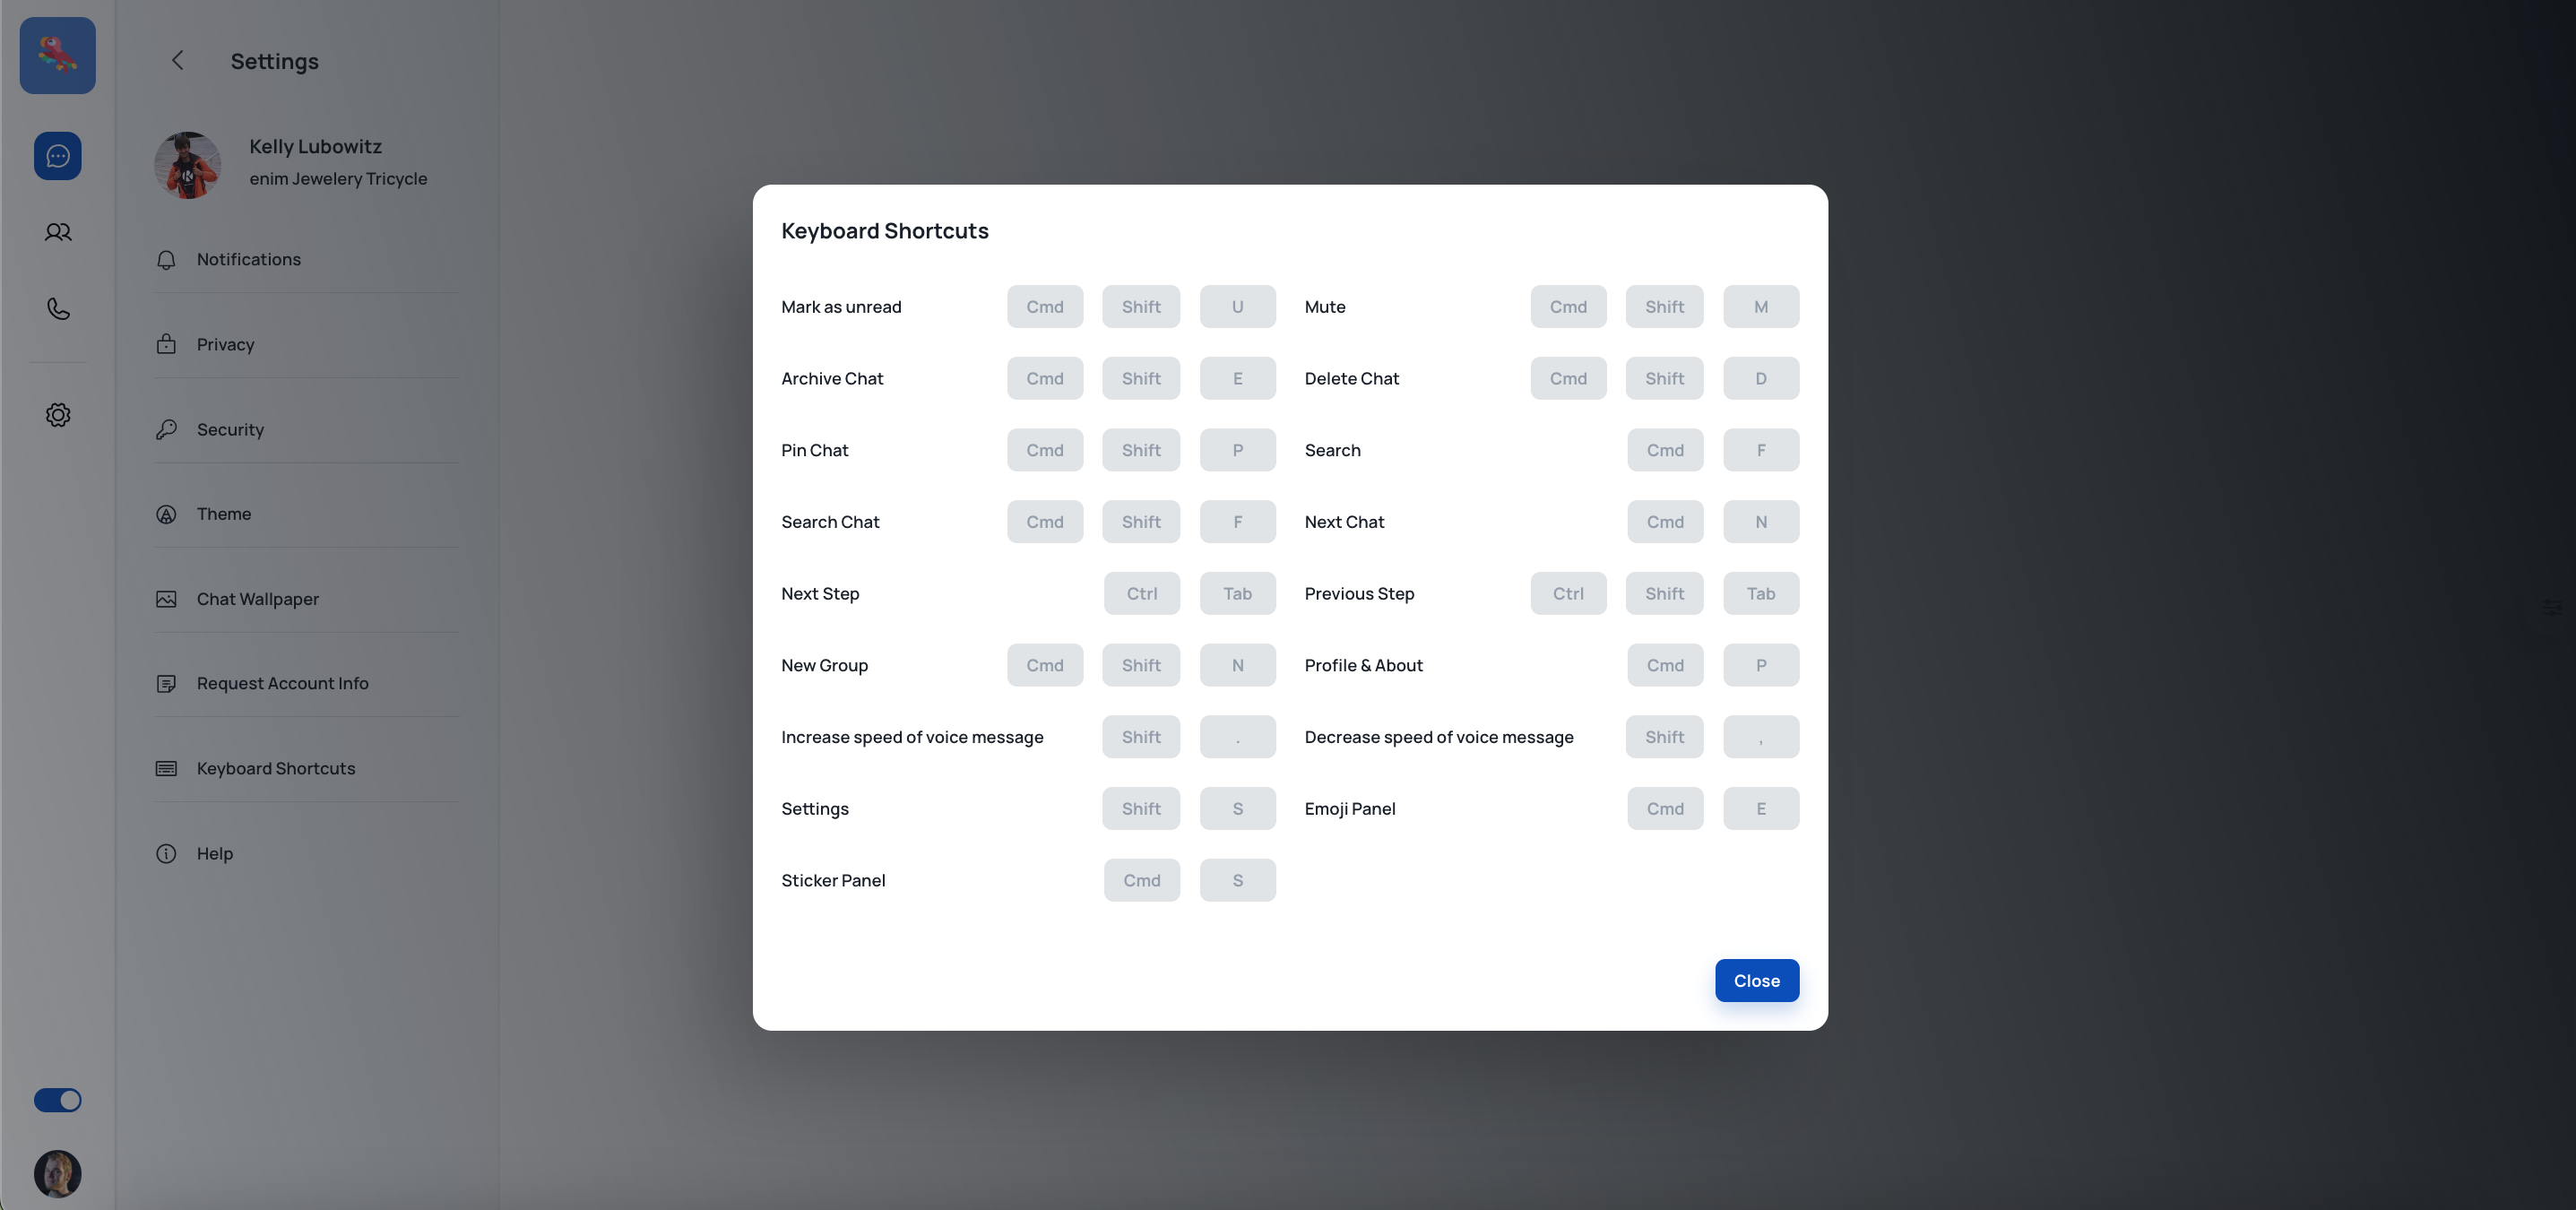 Settings
Kelly Lubowitz
enim Jewelery Tricycle
Notifications
Privacy
Security
Theme
Chat Wallpaper
Request Account Info
Keyboard Shortcuts
Help
Keyboard Shortcuts
Mark as unread Cmd Shift U Mute Cmd Shift M
Archive Chat Cmd Shift E Delete Chat Cmd Shift D
Pin Chat Cmd Shift P Search Cmd F
Search Chat Cmd Shift F Next Chat Cmd N
Next Step Ctrl Tab Previous Step Ctrl Shift Tab
New Group Cmd Shift N Profile & About Cmd P
Increase speed of voice message Shift . Decrease speed of voice message Shift ,
Settings Shift S Emoji Panel Cmd E
Sticker Panel Cmd S
Close